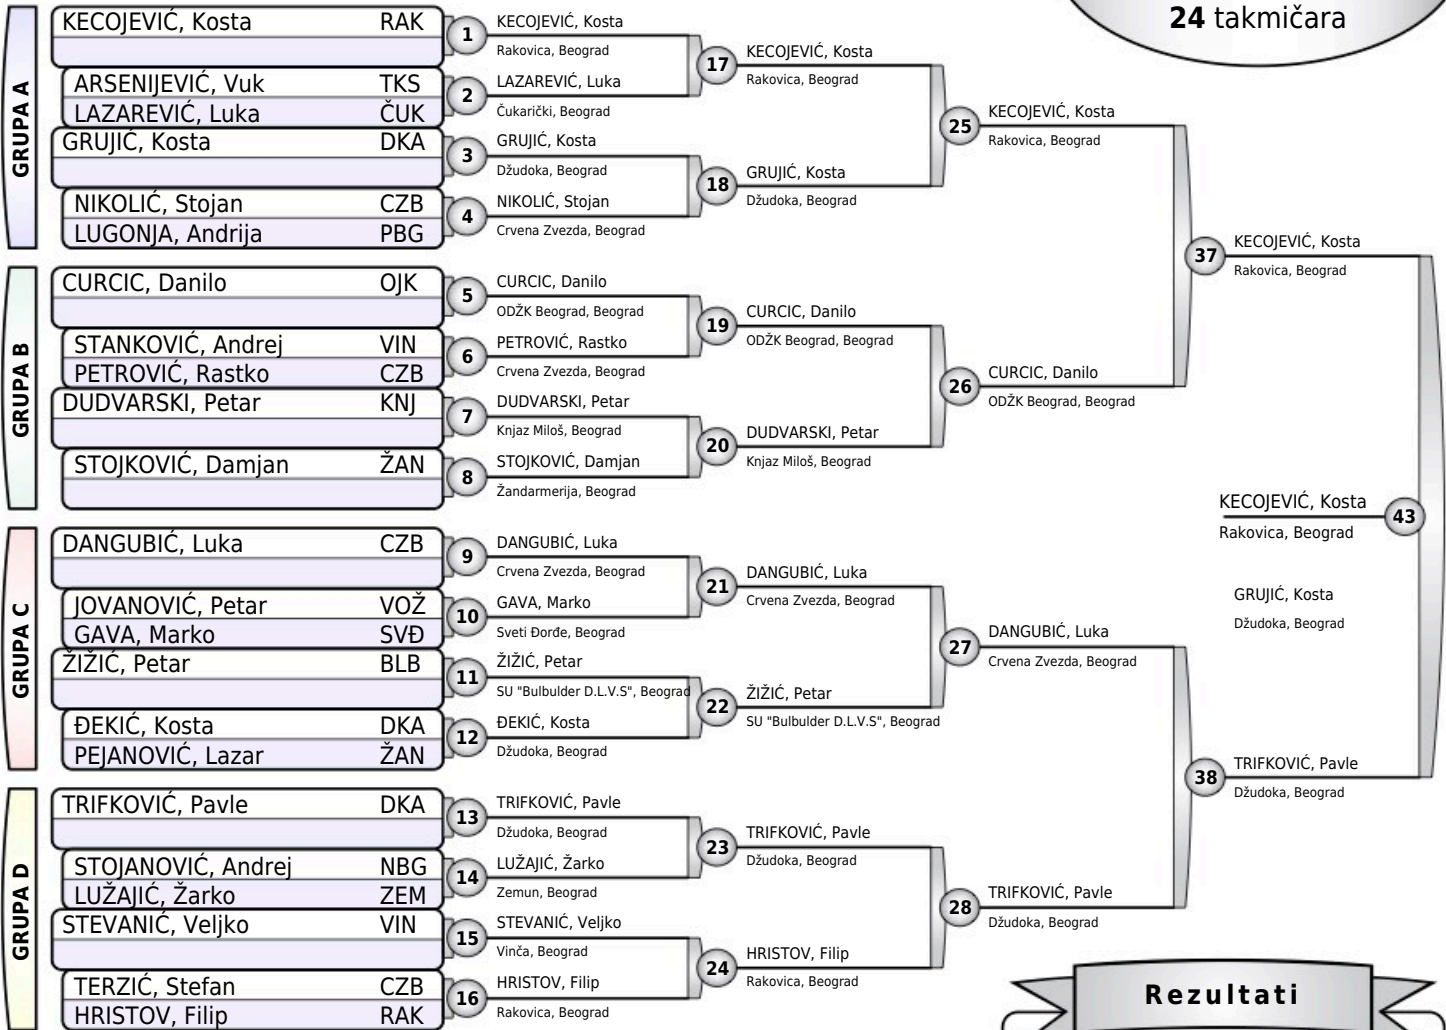 24 takmičara
GRUPA A
KECOJEVIĆ, Kosta RAK
ARSENIJEVIĆ, Vuk TKS
LAZAREVIĆ, Luka ČUK
GRUJIĆ, Kosta DKA
NIKOLIĆ, Stojan CZB
LUGONJA, Andrija PBG
GRUPA B
CURCIC, Danilo OJK
STANKOVIĆ, Andrej VIN
PETROVIĆ, Rastko CZB
DUDVARSKI, Petar KNJ
STOJKOVIĆ, Damjan ŽAN
GRUPA C
DANGUBIĆ, Luka CZB
JOVANOVIĆ, Petar VOŽ
GAVA, Marko SVĐ
ŽIŽIĆ, Petar BLB
ĐEKIĆ, Kosta DKA
PEJANOVIĆ, Lazar ŽAN
GRUPA D
TRIFKOVIĆ, Pavle DKA
STOJANOVIĆ, Andrej NBG
LUŽAJIĆ, Žarko ZEM
STEVANIĆ, Veljko VIN
TERZIĆ, Stefan CZB
HRISTOV, Filip RAK
1
KECOJEVIĆ, Kosta
Rakovica, Beograd
2
LAZAREVIĆ, Luka
Čukarički, Beograd
3
GRUJIĆ, Kosta
Džudoka, Beograd
4
NIKOLIĆ, Stojan
Crvena Zvezda, Beograd
5
CURCIC, Danilo
ODŽK Beograd, Beograd
6
PETROVIĆ, Rastko
Crvena Zvezda, Beograd
7
DUDVARSKI, Petar
Knjaz Miloš, Beograd
8
STOJKOVIĆ, Damjan
Žandarmerija, Beograd
9
DANGUBIĆ, Luka
Crvena Zvezda, Beograd
10
GAVA, Marko
Sveti Đorđe, Beograd
11
ŽIŽIĆ, Petar
SU "Bulbulder D.L.V.S", Beograd
12
ĐEKIĆ, Kosta
Džudoka, Beograd
13
TRIFKOVIĆ, Pavle
Džudoka, Beograd
14
LUŽAJIĆ, Žarko
Zemun, Beograd
15
STEVANIĆ, Veljko
Vinča, Beograd
16
HRISTOV, Filip
Rakovica, Beograd
17
KECOJEVIĆ, Kosta
Rakovica, Beograd
18
GRUJIĆ, Kosta
Džudoka, Beograd
19
CURCIC, Danilo
ODŽK Beograd, Beograd
20
DUDVARSKI, Petar
Knjaz Miloš, Beograd
21
DANGUBIĆ, Luka
Crvena Zvezda, Beograd
22
ŽIŽIĆ, Petar
SU "Bulbulder D.L.V.S", Beograd
23
TRIFKOVIĆ, Pavle
Džudoka, Beograd
24
HRISTOV, Filip
Rakovica, Beograd
25
KECOJEVIĆ, Kosta
Rakovica, Beograd
26
CURCIC, Danilo
ODŽK Beograd, Beograd
27
DANGUBIĆ, Luka
Crvena Zvezda, Beograd
28
TRIFKOVIĆ, Pavle
Džudoka, Beograd
37
KECOJEVIĆ, Kosta
Rakovica, Beograd
38
TRIFKOVIĆ, Pavle
Džudoka, Beograd
KECOJEVIĆ, Kosta
43
Rakovica, Beograd
GRUJIĆ, Kosta
Džudoka, Beograd
Rezultati